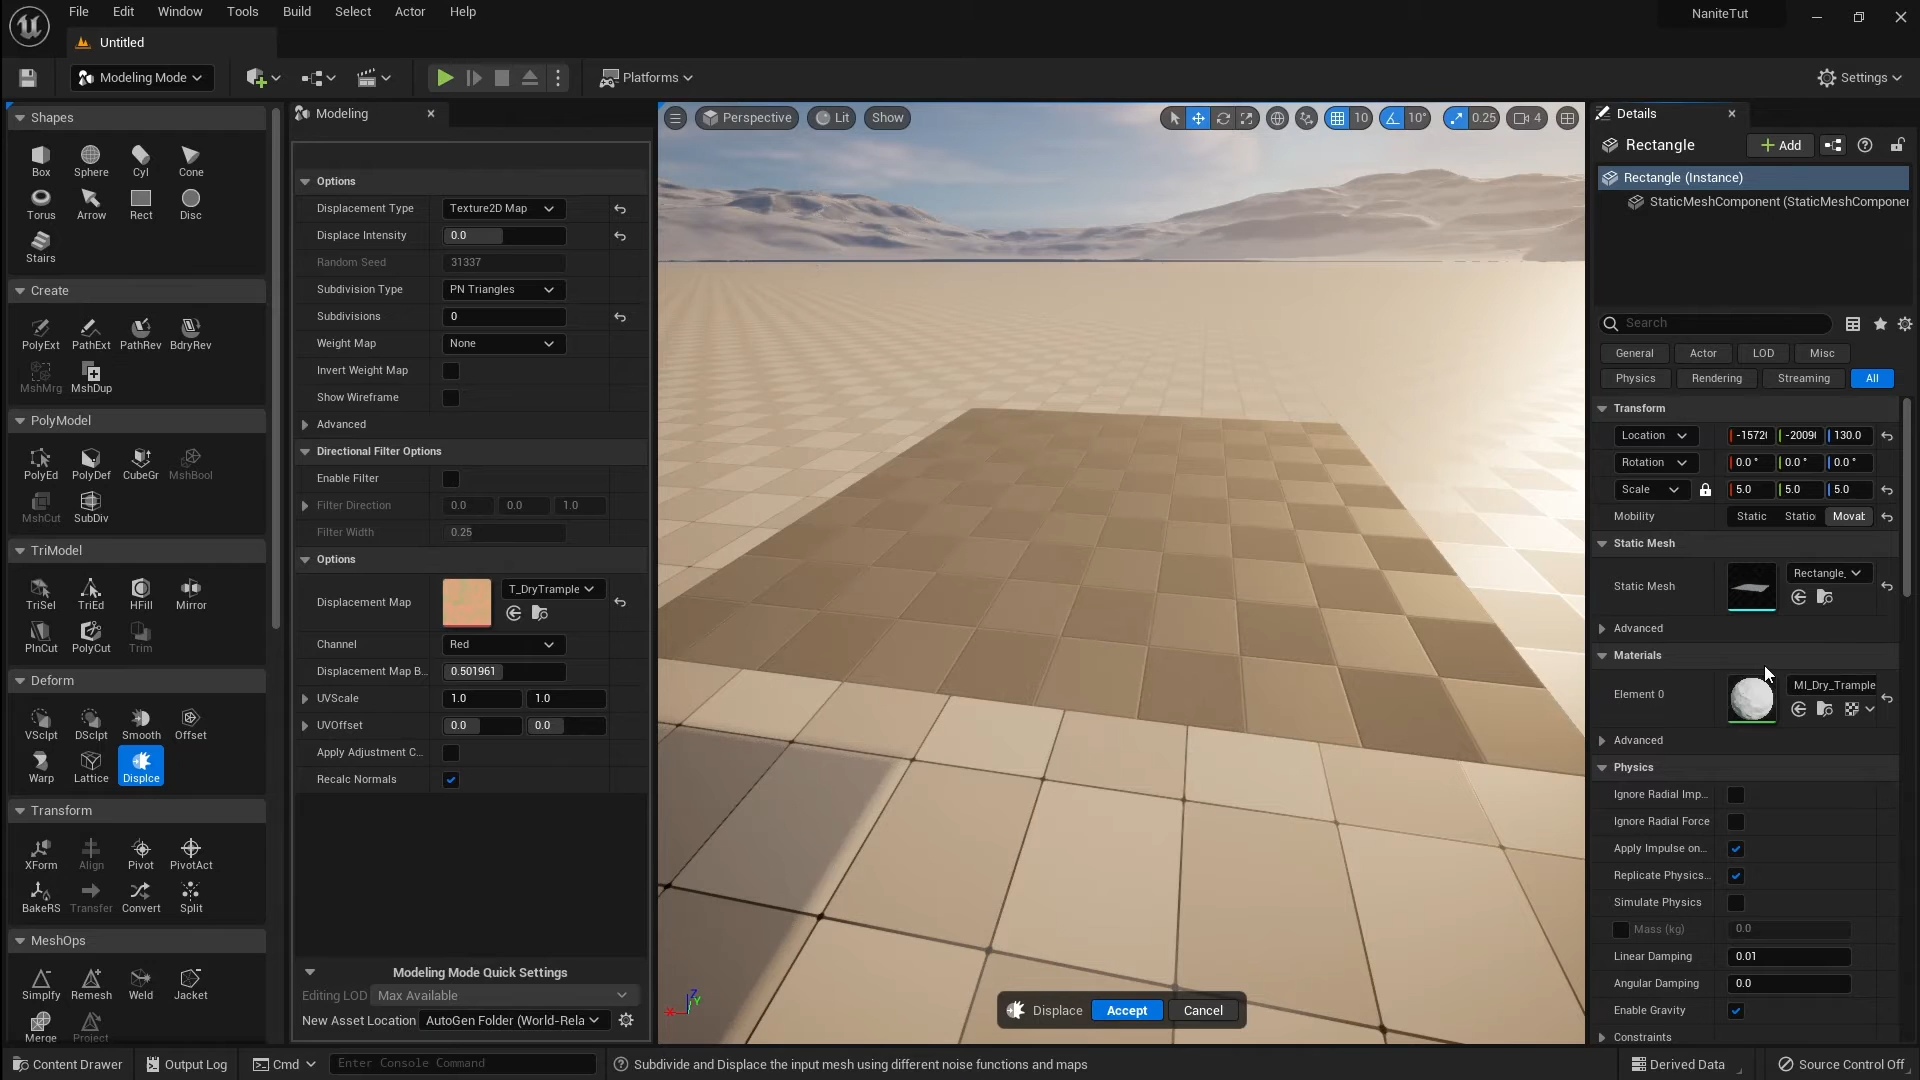 File Edit Window Tools Build Select Actor Help
NaniteTut
Untitled
Modeling Mode
Platforms
Settings
Shapes
Box Sphere Cyl Cone
Torus Arrow Rect Disc
Stairs
Create
PolyExt PathExt PathRev BdryRev
MshMrg MshDup
PolyModel
PolyEd PolyDef CubeGr MshBool
MshCut SubDiv
TriModel
TriSel TriEd HFill Mirror
PlnCut PolyCut Trim
Deform
VSclpt DSclpt Smooth Offset
Warp Lattice Displce
Transform
XForm Align Pivot PivotAct
BakeRS Transfer Convert Split
MeshOps
Simplfy Remesh Weld Jacket
Merge Project
Modeling
Options
Displacement Type Texture2D Map
Displace Intensity 0.0
Random Seed 31337
Subdivision Type PN Triangles
Subdivisions 0
Weight Map None
Invert Weight Map
Show Wireframe
Advanced
Directional Filter Options
Enable Filter
Filter Direction 0.0 0.0 1.0
Filter Width 0.25
Options
Displacement Map T_DryTrample
Channel Red
Displacement Map B... 0.501961
UVScale 1.0 1.0
UVOffset 0.0 0.0
Apply Adjustment C...
Recalc Normals
Modeling Mode Quick Settings
Editing LOD Max Available
New Asset Location AutoGen Folder (World-Rela
Perspective Lit Show
10 10° 0.25 4
Z
Y
X
Displace Accept Cancel
Details
Rectangle Add
Rectangle (Instance)
StaticMeshComponent (StaticMeshComponer
Search
General Actor LOD Misc
Physics Rendering Streaming All
Transform
Location -1572( -2009( 130.0
Rotation 0.0 ° 0.0 ° 0.0 °
Scale 5.0 5.0 5.0
Mobility Static Statio Movat
Static Mesh
Static Mesh Rectangle_
Advanced
Materials
Element 0 MI_Dry_Trample
Advanced
Physics
Ignore Radial Imp...
Ignore Radial Force
Apply Impulse on...
Replicate Physics...
Simulate Physics
Mass (kg) 0.0
Linear Damping 0.01
Angular Damping 0.0
Enable Gravity
Constraints
Content Drawer Output Log Cmd Enter Console Command Subdivide and Displace the input mesh using different noise functions and maps Derived Data Source Control Off